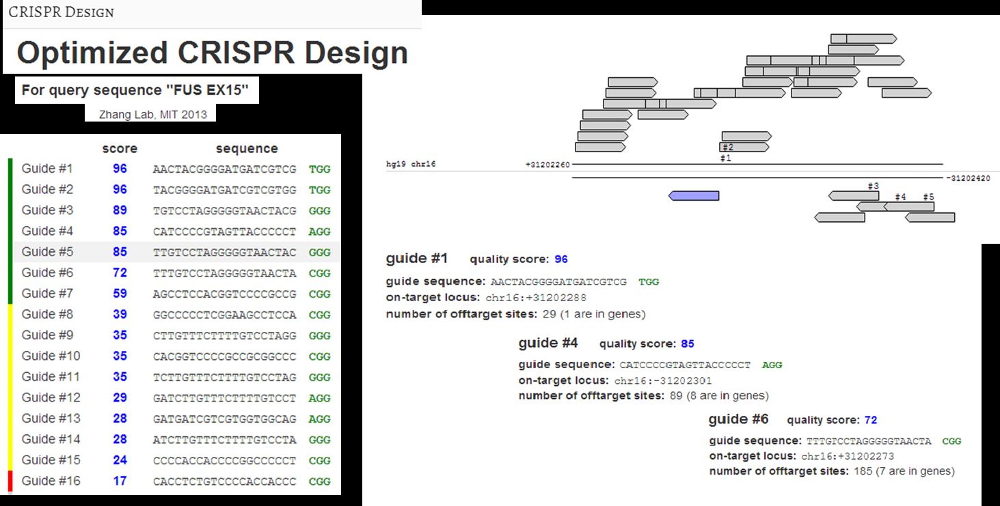 CRISPR DESIGN
Optimized CRISPR Design
For query sequence "FUS EX15"
Zhang Lab, MIT 2013
score sequence
Guide #1 96 AACTACGGGGATGATCGTCG TGG
Guide #2 96 TACGGGGATGATCGTCGTGG TGG
Guide #3 89 TGTCCTAGGGGGTAACTACG GGG
Guide #4 85 CATCCCCGTAGTTACCCCCT AGG
Guide #5 85 TTGTCCTAGGGGGTAACTAC GGG
Guide #6 72 TTTGTCCTAGGGGGTAACTA CGG
Guide #7 59 AGCCTCCACGGTCCCCGCCG CGG
Guide #8 39 GGCCCCCTCGGAAGCCTCCA CGG
Guide #9 35 CTTGTTTCTTTTGTCCTAGG GGG
Guide #10 35 CACGGTCCCCGCCGCGGCCC CGG
Guide #11 35 TCTTGTTTCTTTTGTCCTAG GGG
Guide #12 29 GATCTTGTTTCTTTTGTCCT AGG
Guide #13 28 GATGATCGTCGTGGTGGCAG AGG
Guide #14 28 ATCTTGTTTCTTTTGTCCTA GGG
Guide #15 24 CCCCACCACCCCGGCCCCCT CGG
Guide #16 17 CACCTCTGTCCCCACCACCC CGG
#2
#1
hg19 chr16 +31202260
-31202420
#3
#4 #5
guide #1 quality score: 96
guide sequence: AACTACGGGGATGATCGTCG TGG
on-target locus: chr16:+31202288
number of offtarget sites: 29 (1 are in genes)
guide #4 quality score: 85
guide sequence: CATCCCCGTAGTTACCCCCT AGG
on-target locus: chr16:-31202301
number of offtarget sites: 89 (8 are in genes)
guide #6 quality score: 72
guide sequence: TTTGTCCTAGGGGGTAACTA CGG
on-target locus: chr16:+31202273
number of offtarget sites: 185 (7 are in genes)